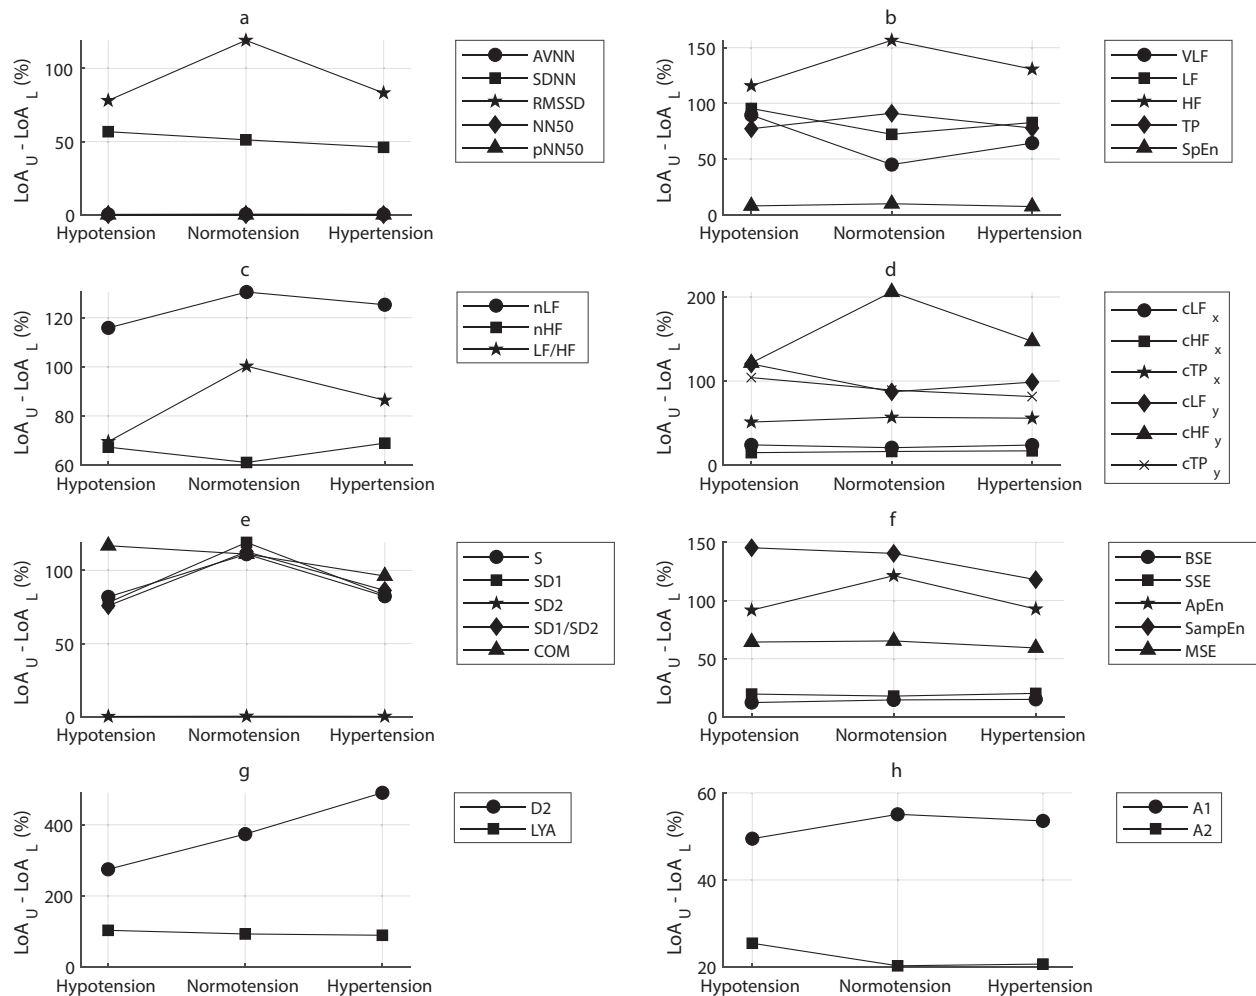 a
LoA U - LoA L (%)
100
50
0
Hypotension Normotension Hypertension
AVNN
SDNN
RMSSD
NN50
pNN50
b
LoA U - LoA L (%)
150
100
50
0
Hypotension Normotension Hypertension
VLF
LF
HF
TP
SpEn
c
LoA U - LoA L (%)
120
100
80
60
Hypotension Normotension Hypertension
nLF
nHF
LF/HF
d
LoA U - LoA L (%)
200
100
0
Hypotension Normotension Hypertension
cLF x
cHF x
cTP x
cLF y
cHF y
cTP y
e
LoA U - LoA L (%)
100
50
0
Hypotension Normotension Hypertension
S
SD1
SD2
SD1/SD2
COM
f
LoA U - LoA L (%)
150
100
50
0
Hypotension Normotension Hypertension
BSE
SSE
ApEn
SampEn
MSE
g
LoA U - LoA L (%)
400
200
0
Hypotension Normotension Hypertension
D2
LYA
h
LoA U - LoA L (%)
60
40
20
Hypotension Normotension Hypertension
A1
A2